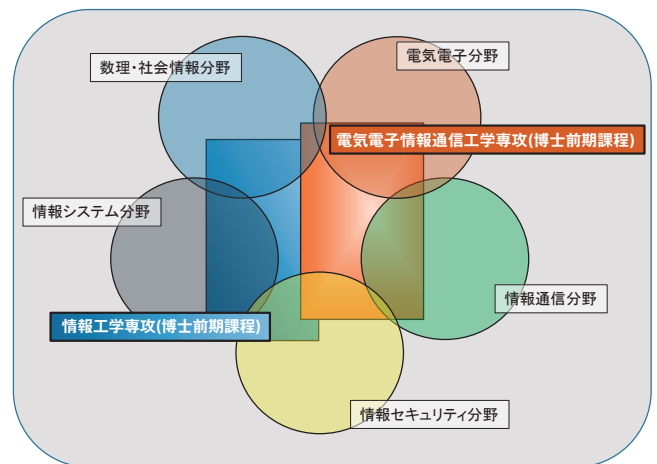 数理・社会情報分野
電気電子分野
電気電子情報通信工学専攻(博士前期課程)
情報システム分野
情報通信分野
情報工学専攻(博士前期課程)
情報セキュリティ分野